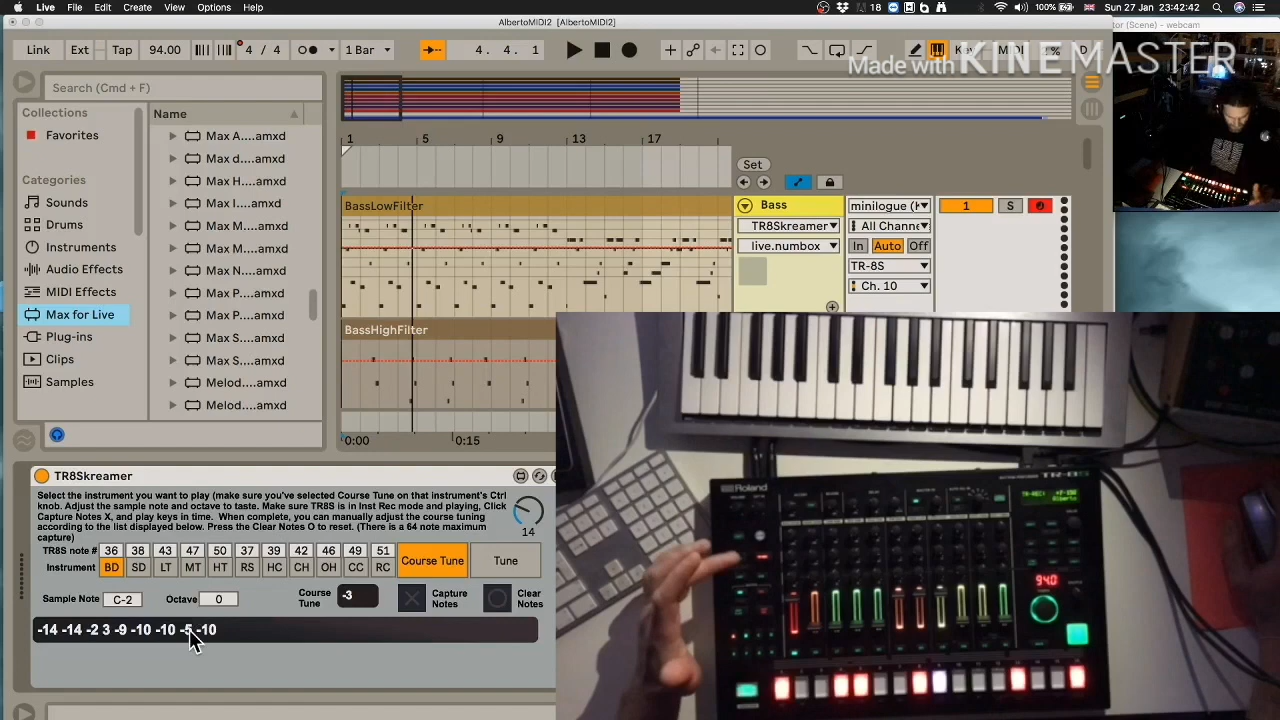 Live File Edit Create View Options Help
18 100% Sun 27 Jan 23:42:42
AlbertoMIDI2 [AlbertoMIDI2]
(Scene) - webcam
Link Ext Tap 94.00 4 / 4 1 Bar 4. 4. 1 MIDI D
Made with KINEMASTER
Search (Cmd + F)
Collections
Favorites
Categories
Sounds
Drums
Instruments
Audio Effects
MIDI Effects
Max for Live
Plug-ins
Clips
Samples
Name
Max A....amxd
Max d....amxd
Max H....amxd
Max I....amxd
Max M....amxd
Max M....amxd
Max N....amxd
Max P....amxd
Max P....amxd
Max S....amxd
Max S....amxd
Melod....amxd
Melod....amxd
1 5 9 13 17
Set
BassLowFilter
BassHighFilter
0:00 0:15
Bass
TR8Skreamer
live.numbox
minilogue (
All Channe
In Auto Off
TR-8S
Ch. 10
1 S
TR8Skreamer
Select the instrument you want to play (make sure you've selected Course Tune on that instrument's Ctrl
knob. Adjust the sample note and octave to taste. Make sure TR8S is in Inst Rec mode and playing, Click
Capture Notes X, and play keys in time. When complete, you can manually adjust the course tuning
according to the list displayed below. Press the Clear Notes O to reset. (There is a 64 note maximum
capture)
14
TR8S note # 36 38 43 47 50 37 39 42 46 49 51
Instrument BD SD LT MT HT RS HC CH OH CC RC
Course Tune Tune
Sample Note C-2 Octave 0 Course Tune -3 Capture Notes Clear Notes
-14 -14 -2 3 -9 -10 -10 -5 -10
Roland
TR-8S
94.0